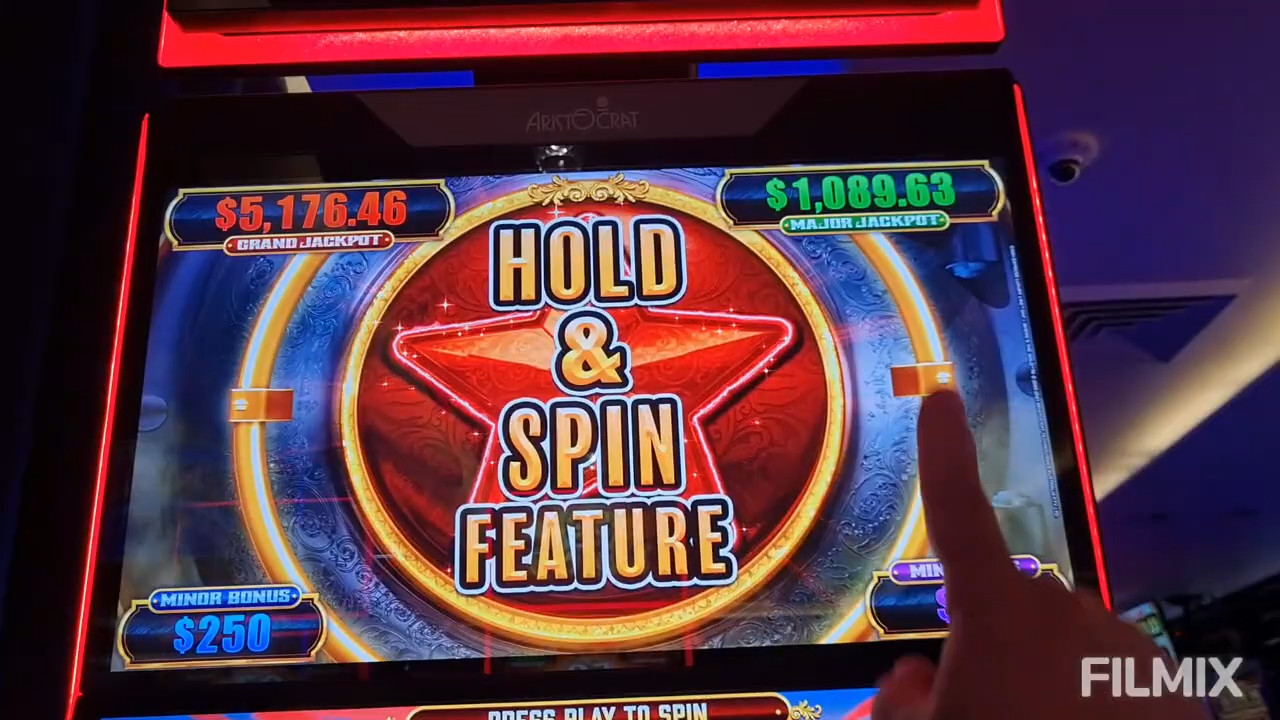 ARISTOCRAT
$5,176.46
GRAND JACKPOT
$1,089.63
MAJOR JACKPOT
HOLD
&
SPIN
FEATURE
MINOR BONUS
$250
PRESS PLAY TO SPIN
FILMIX